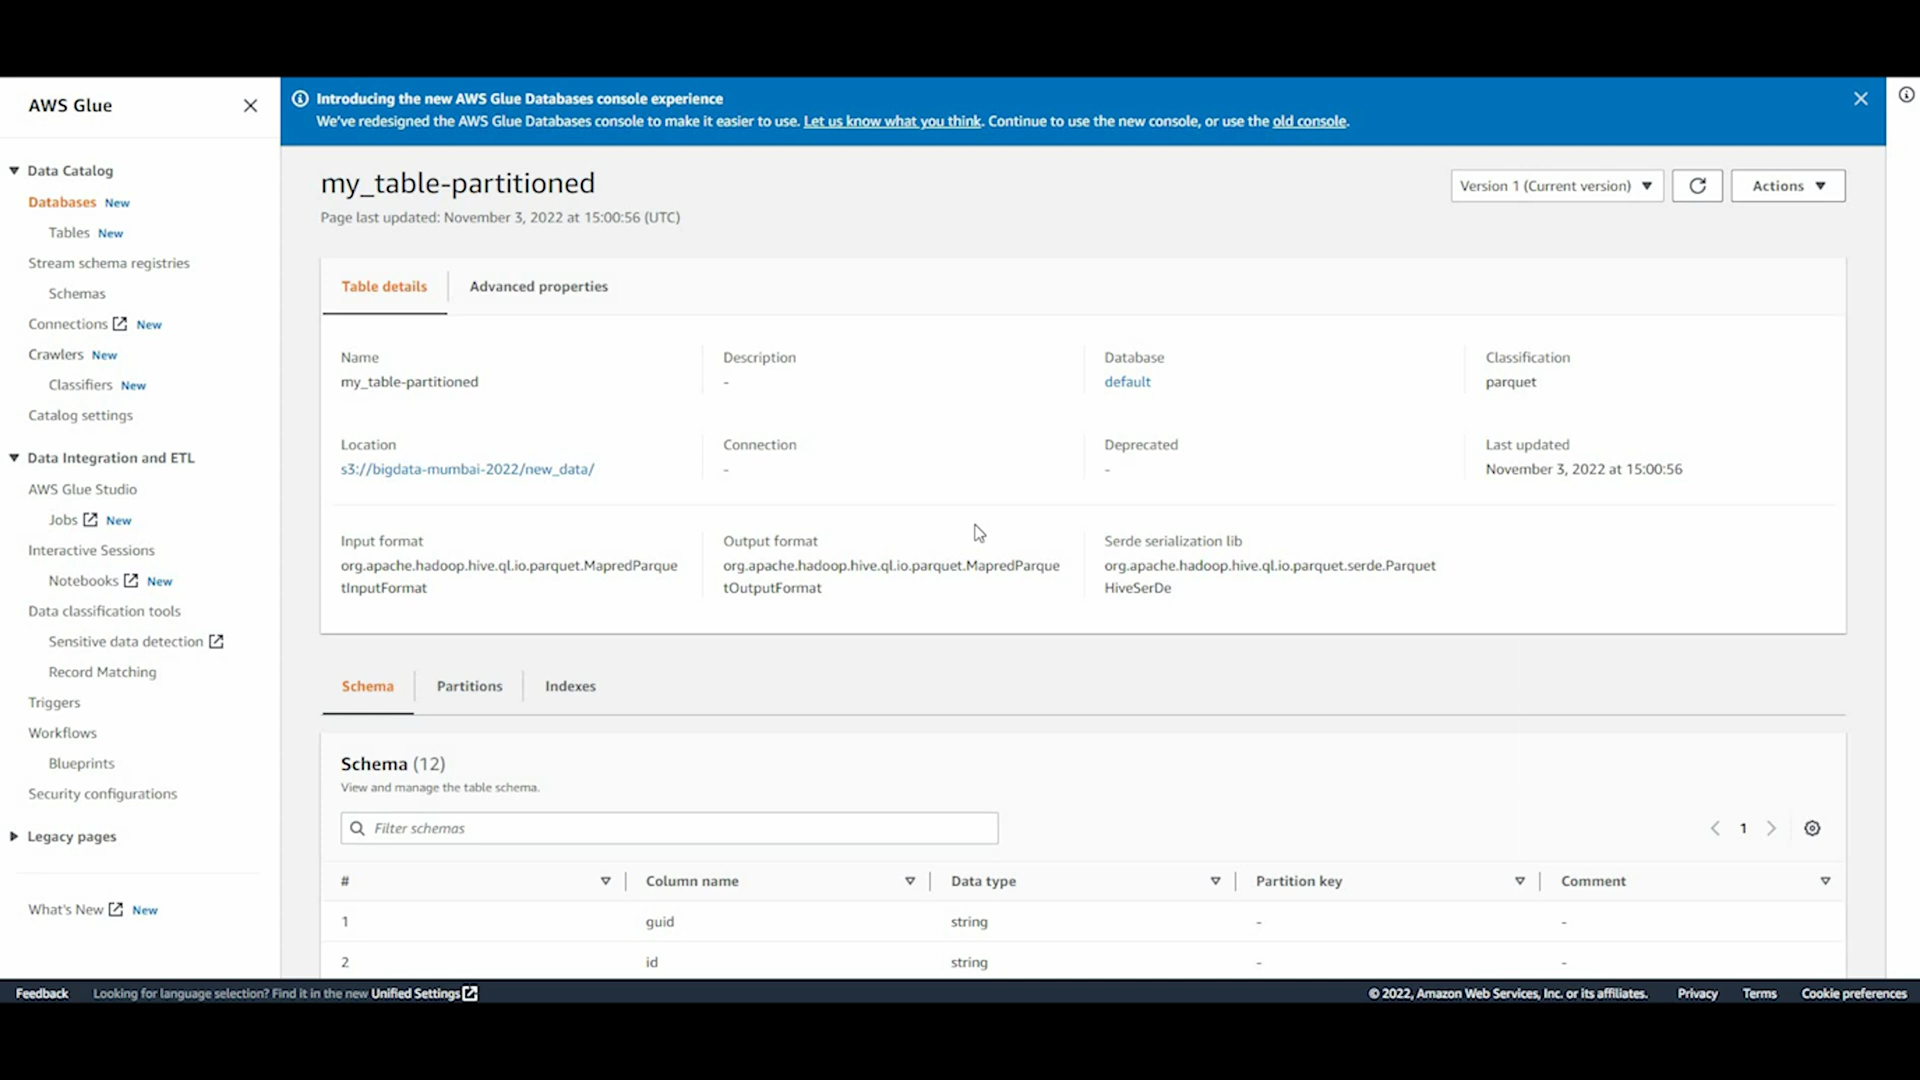 AWS Glue
Data Catalog
Databases New
Tables New
Stream schema registries
Schemas
Connections New
Crawlers New
Classifiers New
Catalog settings
Data Integration and ETL
AWS Glue Studio
Jobs New
Interactive Sessions
Notebooks New
Data classification tools
Sensitive data detection
Record Matching
Triggers
Workflows
Blueprints
Security configurations
Legacy pages
What's New New
Introducing the new AWS Glue Databases console experience
We've redesigned the AWS Glue Databases console to make it easier to use. Let us know what you think. Continue to use the new console, or use the old console.
my_table-partitioned
Version 1 (Current version)
Actions
Page last updated: November 3, 2022 at 15:00:56 (UTC)
Table details Advanced properties
Name Description Database Classification
my_table-partitioned - default parquet
Location Connection Deprecated Last updated
s3://bigdata-mumbai-2022/new_data/ - - November 3, 2022 at 15:00:56
Input format Output format Serde serialization lib
org.apache.hadoop.hive.ql.io.parquet.MapredParque org.apache.hadoop.hive.ql.io.parquet.MapredParque org.apache.hadoop.hive.ql.io.parquet.serde.Parquet
tInputFormat tOutputFormat HiveSerDe
Schema Partitions Indexes
Schema (12)
View and manage the table schema.
Filter schemas
1
# Column name Data type Partition key Comment
1 guid string - -
2 id string - -
Feedback Looking for language selection? Find it in the new Unified Settings © 2022, Amazon Web Services, Inc. or its affiliates. Privacy Terms Cookie preferences